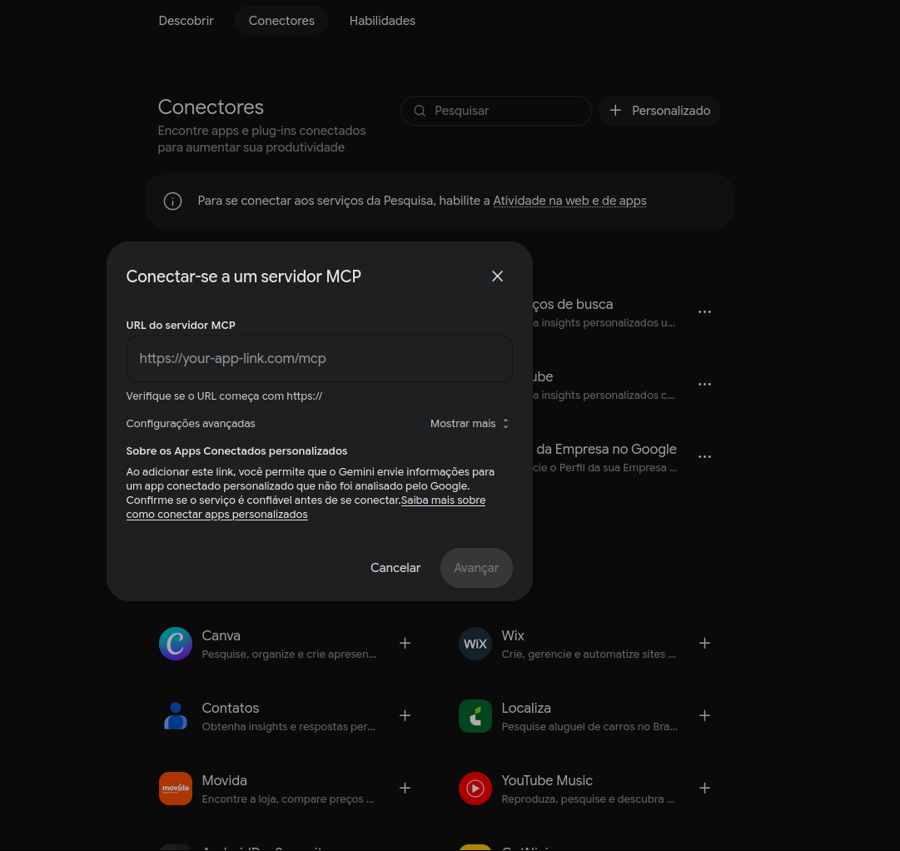 Descobrir
Conectores
Habilidades
Conectores
Encontre apps e plug-ins conectados
para aumentar sua produtividade
Pesquisar
Personalizado
Para se conectar aos serviços da Pesquisa, habilite a Atividade na web e de apps
Conectar-se a um servidor MCP
URL do servidor MCP
https://your-app-link.com/mcp
Verifique se o URL começa com https://
Configurações avançadas
Mostrar mais
Sobre os Apps Conectados personalizados
Ao adicionar este link, você permite que o Gemini envie informações para
um app conectado personalizado que não foi analisado pelo Google.
Confirme se o serviço é confiável antes de se conectar.Saiba mais sobre
como conectar apps personalizados
Cancelar
Avançar
de busca
insights personalizados u...
insights personalizados c...
da Empresa no Google
o Perfil da sua Empresa ...
Canva
Pesquise, organize e crie apresen...
WiX
Wix
Crie, gerencie e automatize sites ...
Contatos
Obtenha insights e respostas per...
Localiza
Pesquise aluguel de carros no Bra...
movida
Movida
Encontre a loja, compare preços ...
YouTube Music
Reproduza, pesquise e descubra ...